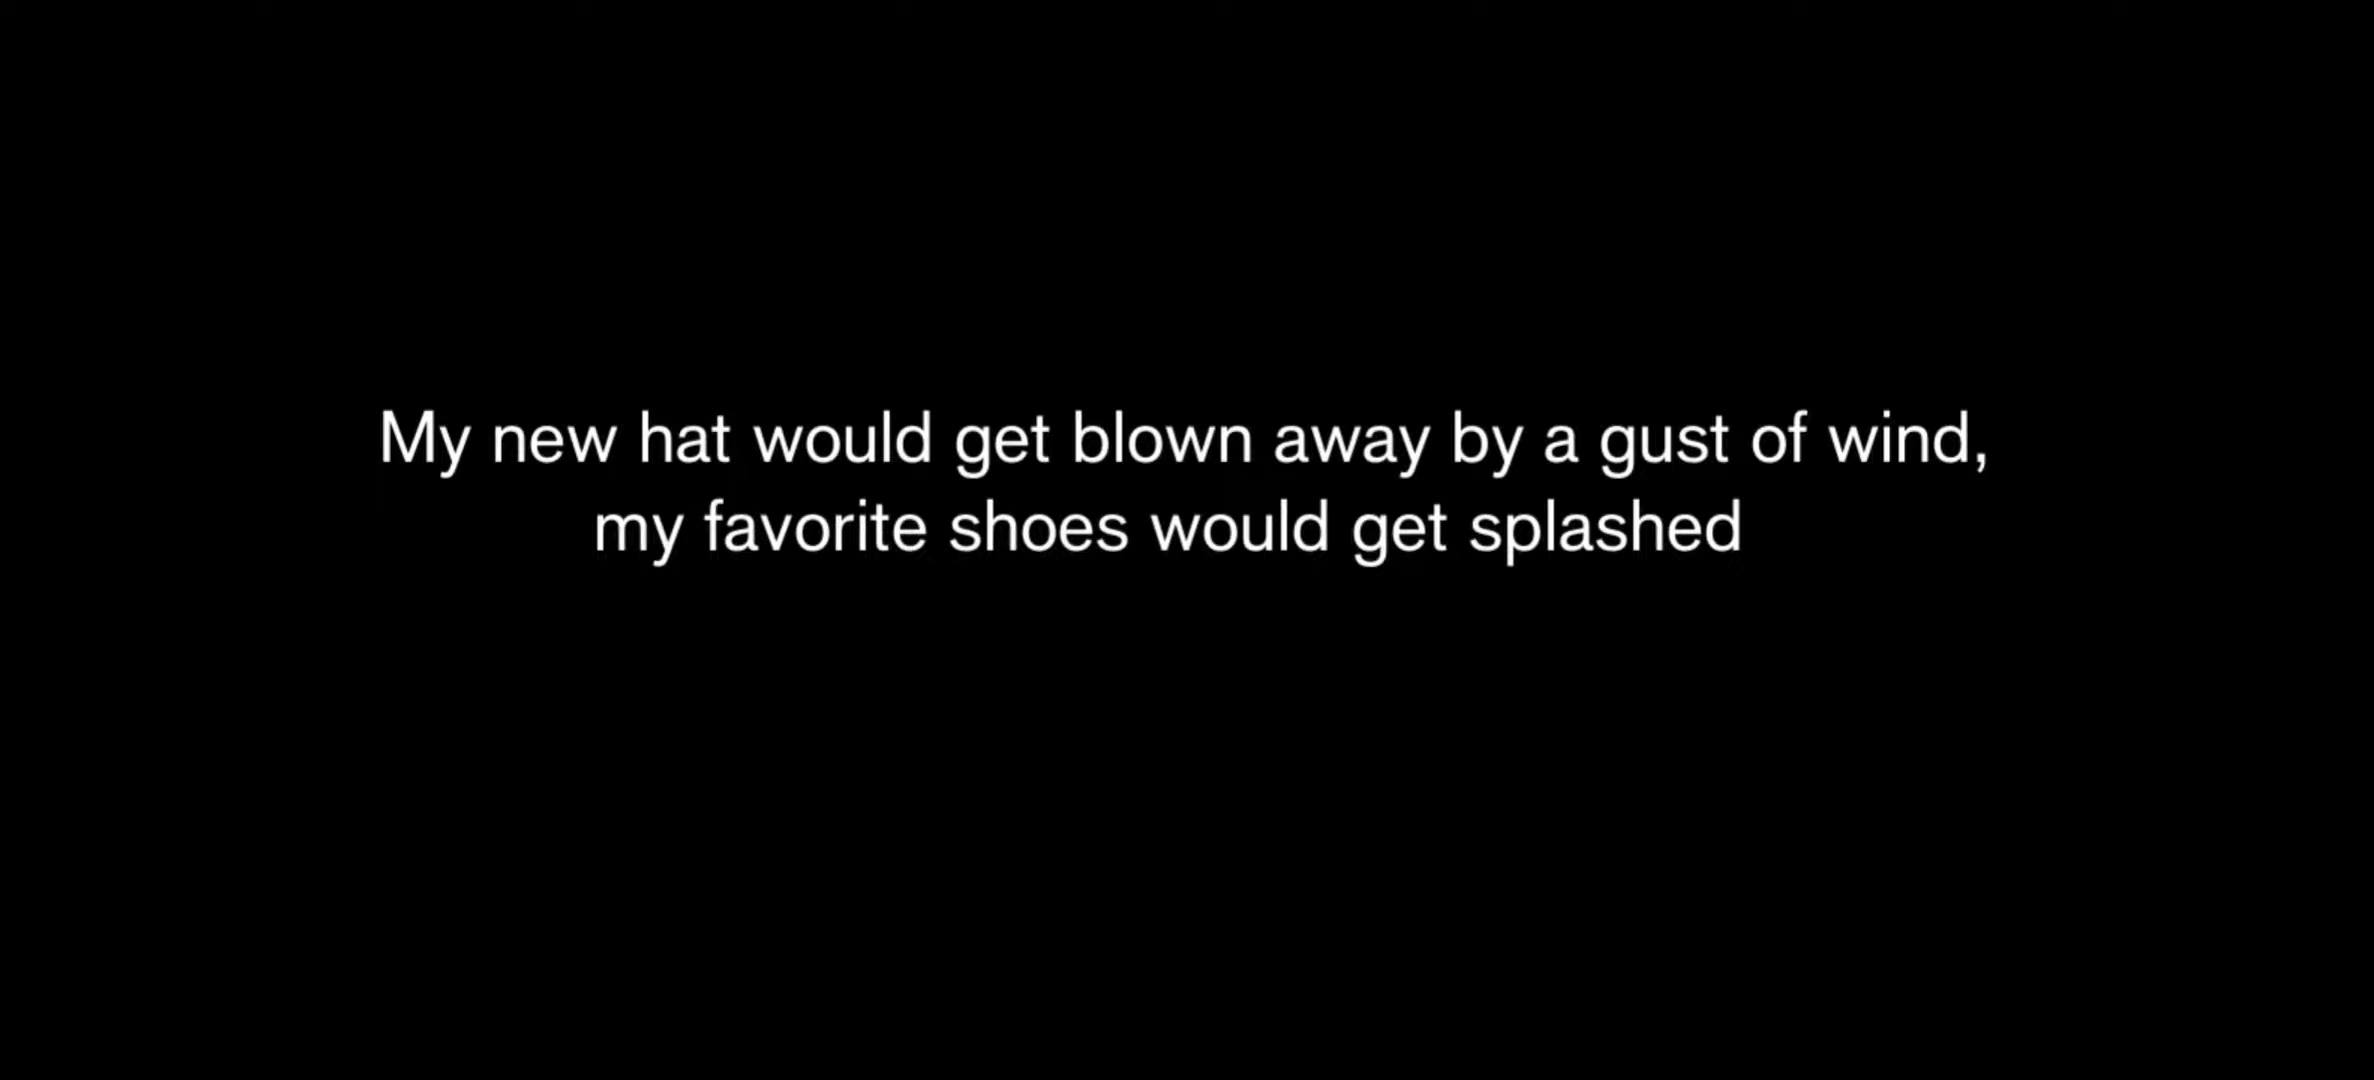 My new hat would get blown away by a gust of wind,
my favorite shoes would get splashed